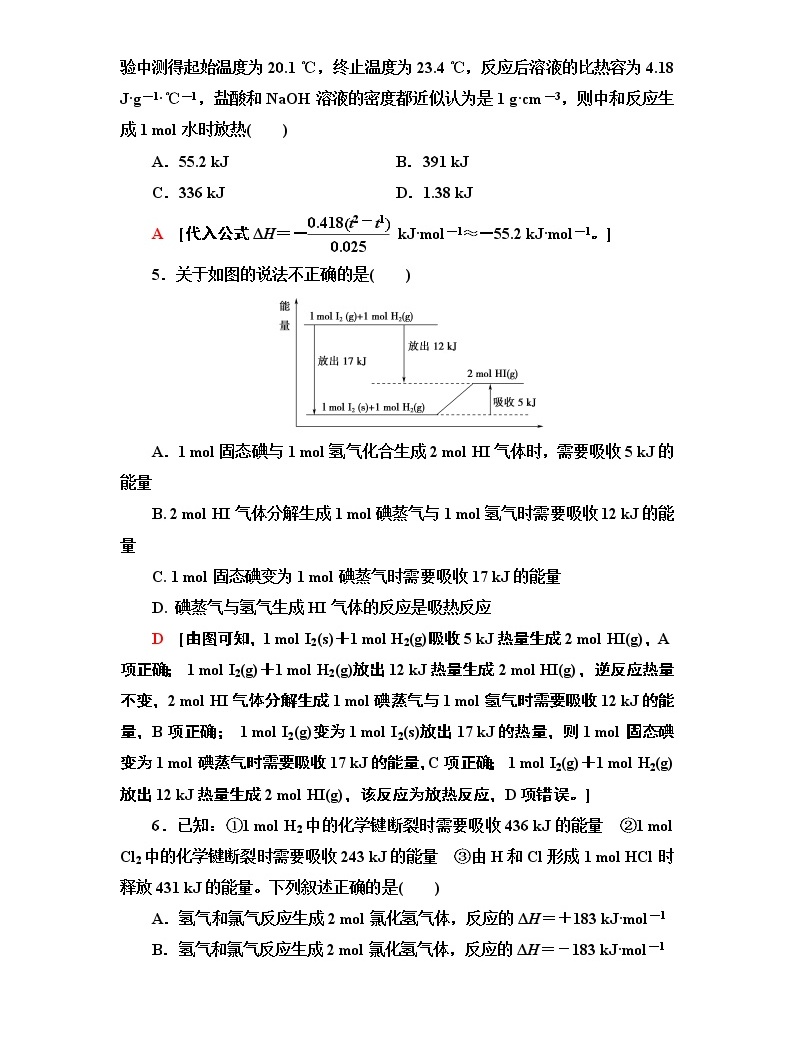 验中测得起始温度为 20.1 ℃，终止温度为 23.4 ℃，反应后溶液的比热容为 4.18
J·g－1·℃－1，盐酸和 NaOH 溶液的密度都近似认为是 1 g·cm－3，则中和反应生
成 1 mol 水时放热(　　)
A．55.2 kJ　　B．391 kJ
C．336 kJ　　D．1.38 kJ
A　[代入公式 ΔH＝－0.418(t2－t1)/0.025 kJ·mol－1≈－55.2 kJ·mol－1。]
5．关于如图的说法不正确的是(　　)
能量
1 mol I2 (g)+1 mol H2(g)
放出 12 kJ
放出 17 kJ
2 mol HI(g)
1 mol I2 (s)+1 mol H2(g)
吸收 5 kJ
A．1 mol 固态碘与 1 mol 氢气化合生成 2 mol HI 气体时，需要吸收 5 kJ 的
能量
B. 2 mol HI 气体分解生成 1 mol 碘蒸气与 1 mol 氢气时需要吸收 12 kJ 的能
量
C. 1 mol 固态碘变为 1 mol 碘蒸气时需要吸收 17 kJ 的能量
D. 碘蒸气与氢气生成 HI 气体的反应是吸热反应
D　[由图可知，1 mol I2(s)＋1 mol H2(g)吸收 5 kJ 热量生成 2 mol HI(g)，A
项正确； 1 mol I2(g)＋1 mol H2(g)放出 12 kJ 热量生成 2 mol HI(g)，逆反应热量
不变，2 mol HI 气体分解生成 1 mol 碘蒸气与 1 mol 氢气时需要吸收 12 kJ 的能
量，B 项正确； 1 mol I2(g)变为 1 mol I2(s)放出 17 kJ 的热量，则 1 mol 固态碘
变为 1 mol 碘蒸气时需要吸收 17 kJ 的能量，C 项正确； 1 mol I2(g)＋1 mol H2(g)
放出 12 kJ 热量生成 2 mol HI(g)，该反应为放热反应，D 项错误。]
6．已知：①1 mol H2 中的化学键断裂时需要吸收 436 kJ 的能量　②1 mol
Cl2 中的化学键断裂时需要吸收 243 kJ 的能量　③由 H 和 Cl 形成 1 mol HCl 时
释放 431 kJ 的能量。下列叙述正确的是(　　)
A．氢气和氯气反应生成 2 mol 氯化氢气体，反应的 ΔH＝＋183 kJ·mol－1
B．氢气和氯气反应生成 2 mol 氯化氢气体，反应的 ΔH＝－183 kJ·mol－1